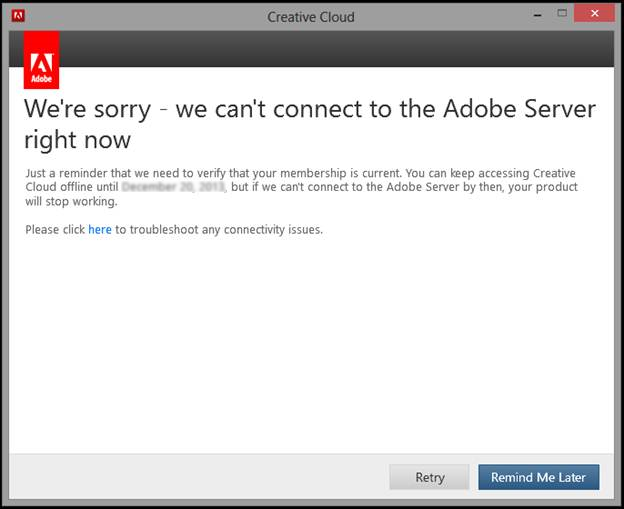 Creative Cloud
Adobe
We're sorry - we can't connect to the Adobe Server
right now
Just a reminder that we need to verify that your membership is current. You can keep accessing Creative
Cloud offline until December 20, 2013, but if we can't connect to the Adobe Server by then, your product
will stop working.
Please click here to troubleshoot any connectivity issues.
Retry
Remind Me Later